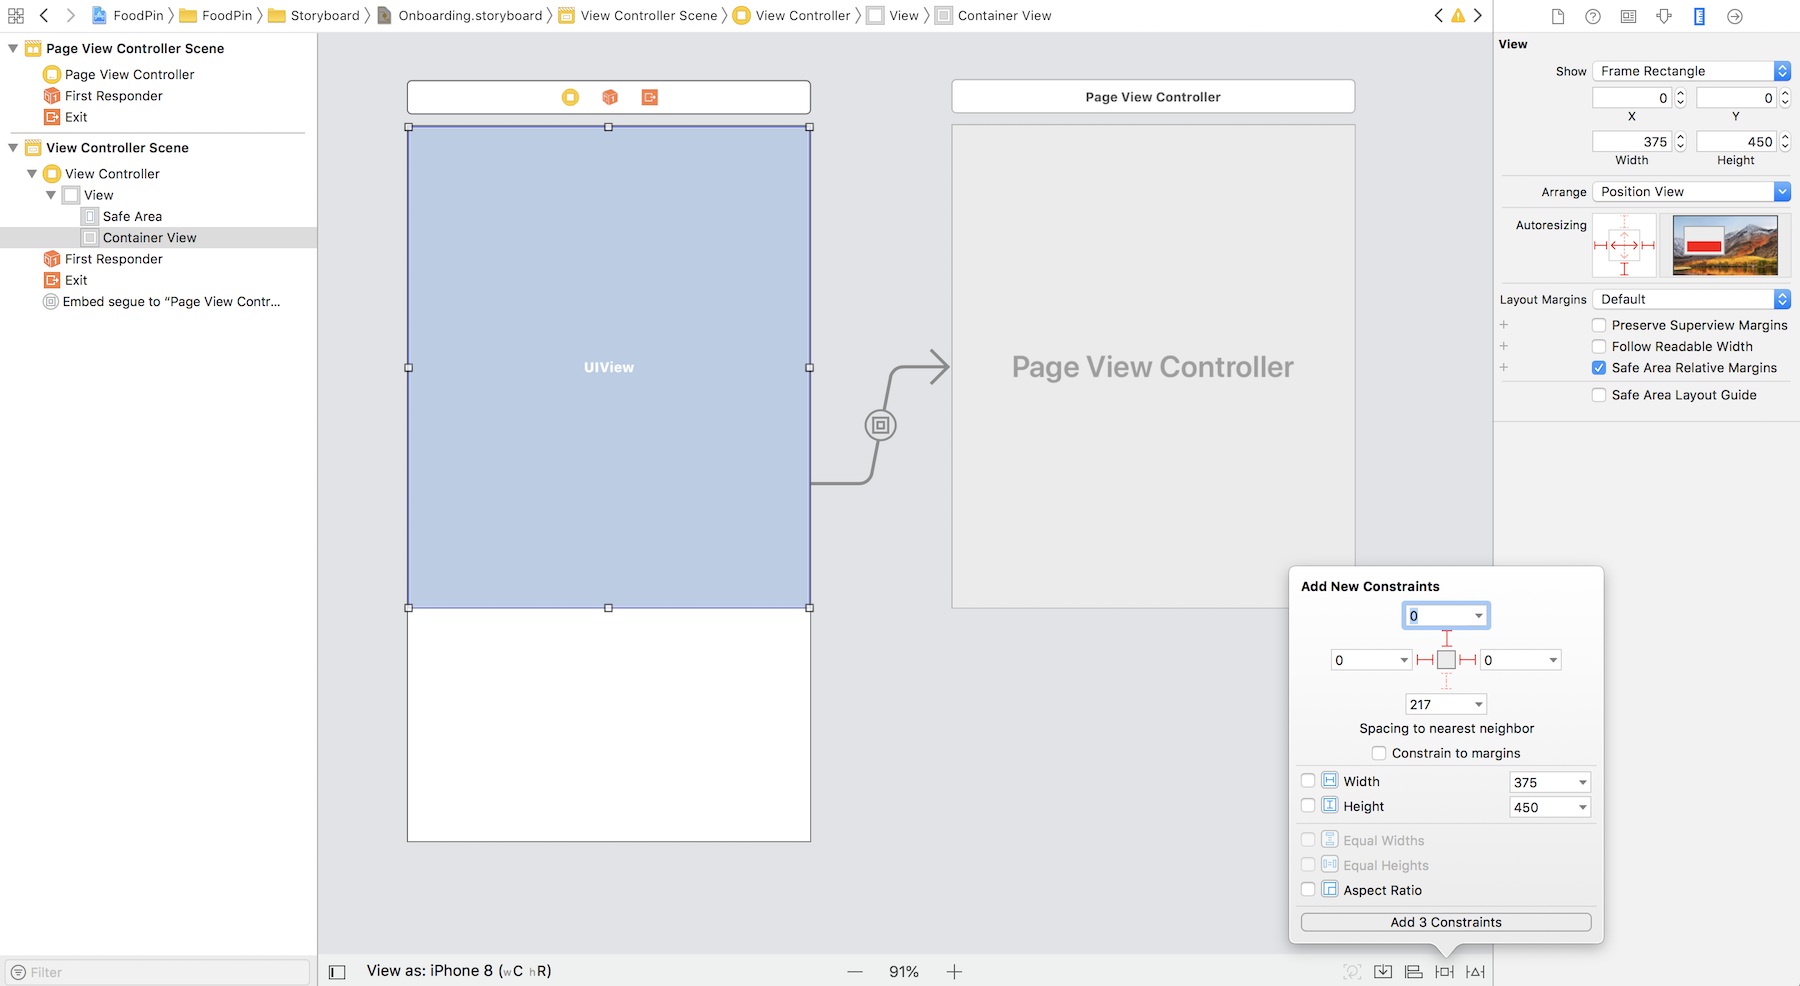 FoodPin FoodPin Storyboard Onboarding.storyboard View Controller Scene View Controller View Container View
Page View Controller Scene
Page View Controller
First Responder
Exit
View Controller Scene
View Controller
View
Safe Area
Container View
First Responder
Exit
Embed segue to “Page View Contr...
Filter
UIView
Page View Controller
Page View Controller
View as: iPhone 8 (wC hR)
91%
Add New Constraints
0
0
0
217
Spacing to nearest neighbor
Constrain to margins
Width 375
Height 450
Equal Widths
Equal Heights
Aspect Ratio
Add 3 Constraints
View
Show Frame Rectangle
0 0
X Y
375 450
Width Height
Arrange Position View
Autoresizing
Layout Margins Default
Preserve Superview Margins
Follow Readable Width
Safe Area Relative Margins
Safe Area Layout Guide